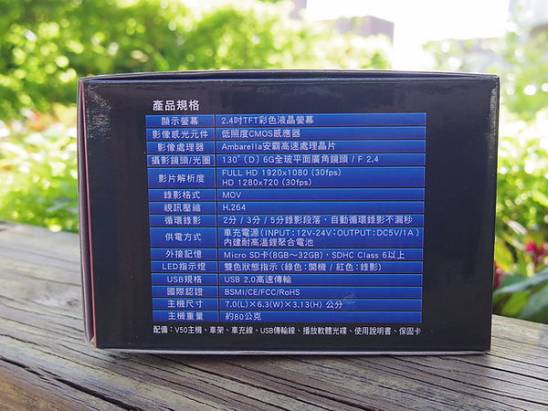 產品規格
顯示螢幕 2.4吋TFT彩色液晶螢幕
影像感光元件 低照度CMOS感應器
影像處理器 Ambarella安霸高速處理晶片
攝影鏡頭/光圈 130°(D) 6G全玻平面廣角鏡頭 / F 2.4
影片解析度 FULL HD 1920x1080 (30fps)
HD 1280x720 (30fps)
錄影格式 MOV
視訊壓縮 H.264
循環錄影 2分 / 3分 / 5分錄影段落，自動循環錄影不漏秒
供電方式 車充電源(INPUT:12V-24V OUTPUT:DC5V/1A)
內建耐高溫鋰聚合電池
外接記憶 Micro SD卡(8GB～32GB)，SDHC Class 6以上
LED指示燈 雙色狀態指示 (綠色:開機 / 紅色:錄影)
USB規格 USB 2.0高速傳輸
國際認證 BSMI/CE/FCC/RoHS
主機尺寸 7.0(L)×6.3(W)×3.13(H) 公分
主機重量 約80公克
配備：V50主機、車架、車充線、USB傳輸線、播放軟體光碟、使用說明書、保固卡